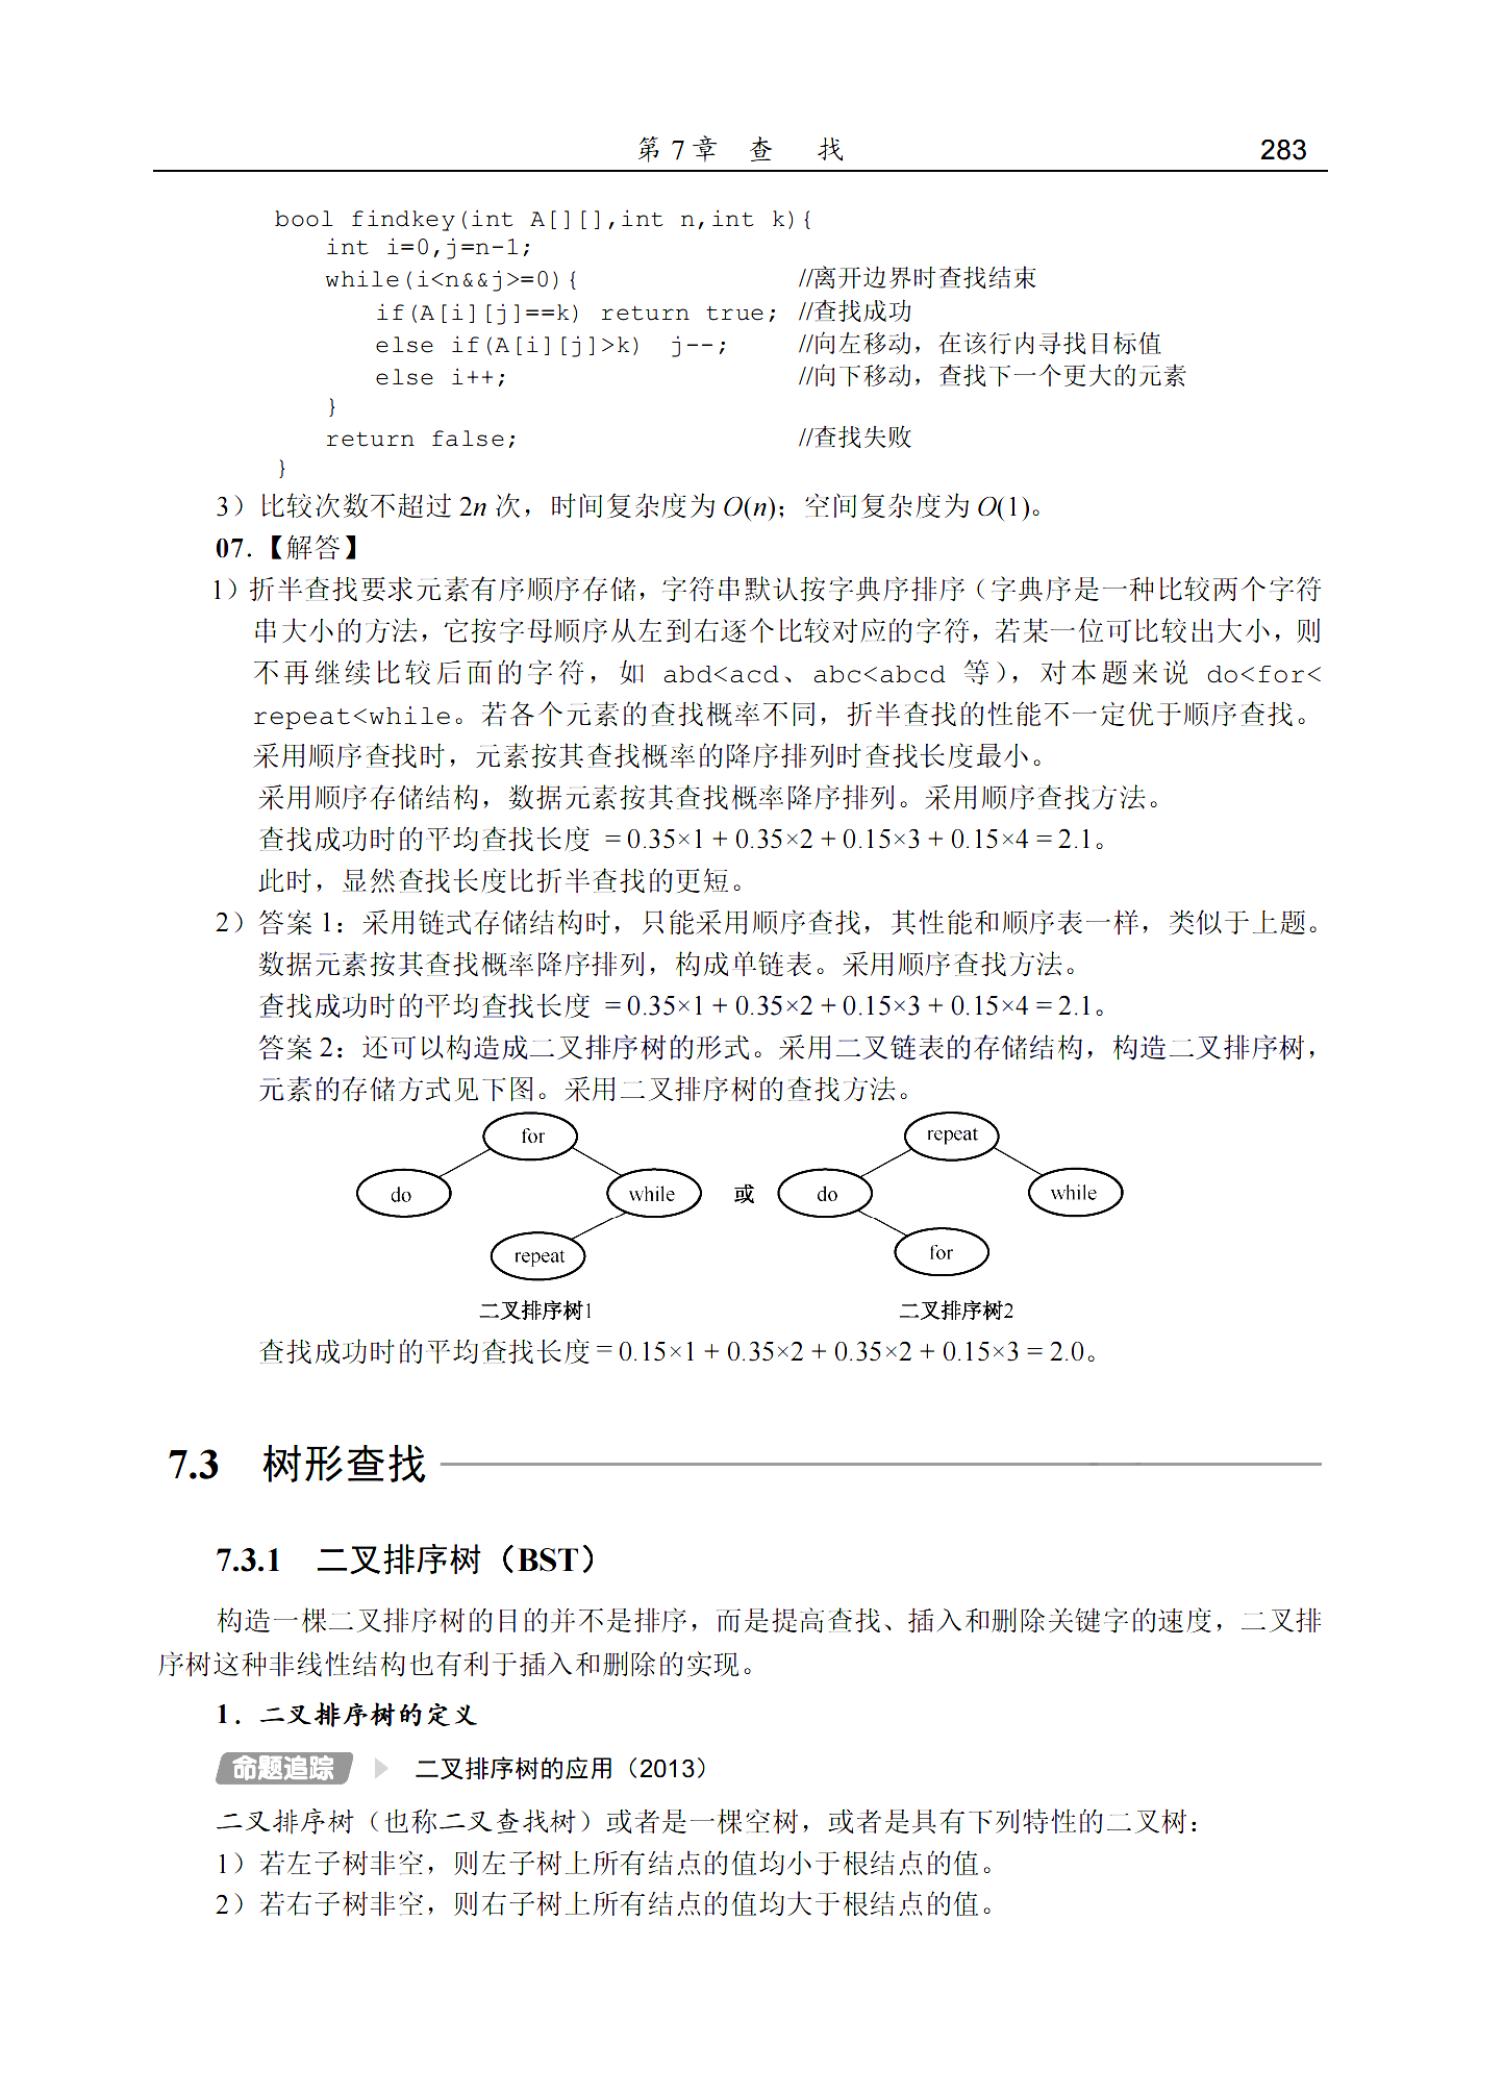 第 7 章 查 找 283
bool findkey(int A[][],int n,int k){
int i=0,j=n-1;
while(i<n&&j>=0){ //离开边界时查找结束
if(A[i][j]==k) return true; //查找成功
else if(A[i][j]>k) j--; //向左移动，在该行内寻找目标值
else i++; //向下移动，查找下一个更大的元素
}
return false; //查找失败
}
3）比较次数不超过 2n 次，时间复杂度为 O(n)；空间复杂度为 O(1)。
07.【解答】
1）折半查找要求元素有序顺序存储，字符串默认按字典序排序（字典序是一种比较两个字符
串大小的方法，它按字母顺序从左到右逐个比较对应的字符，若某一位可比较出大小，则
不再继续比较后面的字符，如 abd<acd、abc<abcd 等），对本题来说 do<for<
repeat<while。若各个元素的查找概率不同，折半查找的性能不一定优于顺序查找。
采用顺序查找时，元素按其查找概率的降序排列时查找长度最小。
采用顺序存储结构，数据元素按其查找概率降序排列。采用顺序查找方法。
查找成功时的平均查找长度 = 0.35×1 + 0.35×2 + 0.15×3 + 0.15×4 = 2.1。
此时，显然查找长度比折半查找的更短。
2）答案 1：采用链式存储结构时，只能采用顺序查找，其性能和顺序表一样，类似于上题。
数据元素按其查找概率降序排列，构成单链表。采用顺序查找方法。
查找成功时的平均查找长度 = 0.35×1 + 0.35×2 + 0.15×3 + 0.15×4 = 2.1。
答案 2：还可以构造成二叉排序树的形式。采用二叉链表的存储结构，构造二叉排序树，
元素的存储方式见下图。采用二叉排序树的查找方法。
for repeat
do while 或 do while
repeat for
二叉排序树1 二叉排序树2
查找成功时的平均查找长度 = 0.15×1 + 0.35×2 + 0.35×2 + 0.15×3 = 2.0。
7.3 树形查找
7.3.1 二叉排序树（BST）
构造一棵二叉排序树的目的并不是排序，而是提高查找、插入和删除关键字的速度，二叉排
序树这种非线性结构也有利于插入和删除的实现。
1．二叉排序树的定义
命题追踪 二叉排序树的应用（2013）
二叉排序树（也称二叉查找树）或者是一棵空树，或者是具有下列特性的二叉树：
1）若左子树非空，则左子树上所有结点的值均小于根结点的值。
2）若右子树非空，则右子树上所有结点的值均大于根结点的值。